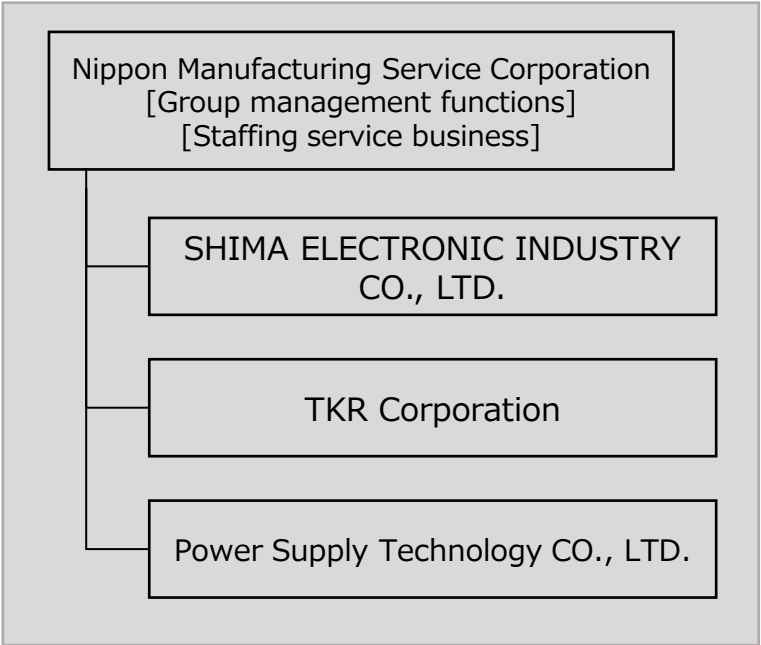 Nippon Manufacturing Service Corporation
[Group management functions]
[Staffing service business]
SHIMA ELECTRONIC INDUSTRY
CO., LTD.
TKR Corporation
Power Supply Technology CO., LTD.